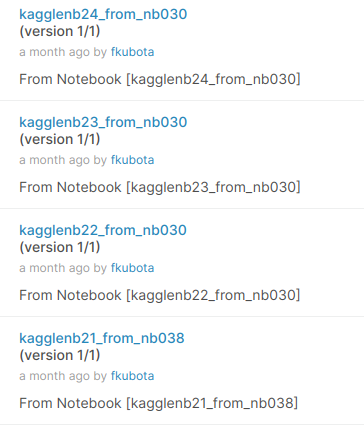 kagglenb24_from_nb030
(version 1/1)
a month ago by fkubota
From Notebook [kagglenb24_from_nb030]
kagglenb23_from_nb030
(version 1/1)
a month ago by fkubota
From Notebook [kagglenb23_from_nb030]
kagglenb22_from_nb030
(version 1/1)
a month ago by fkubota
From Notebook [kagglenb22_from_nb030]
kagglenb21_from_nb038
(version 1/1)
a month ago by fkubota
From Notebook [kagglenb21_from_nb038]